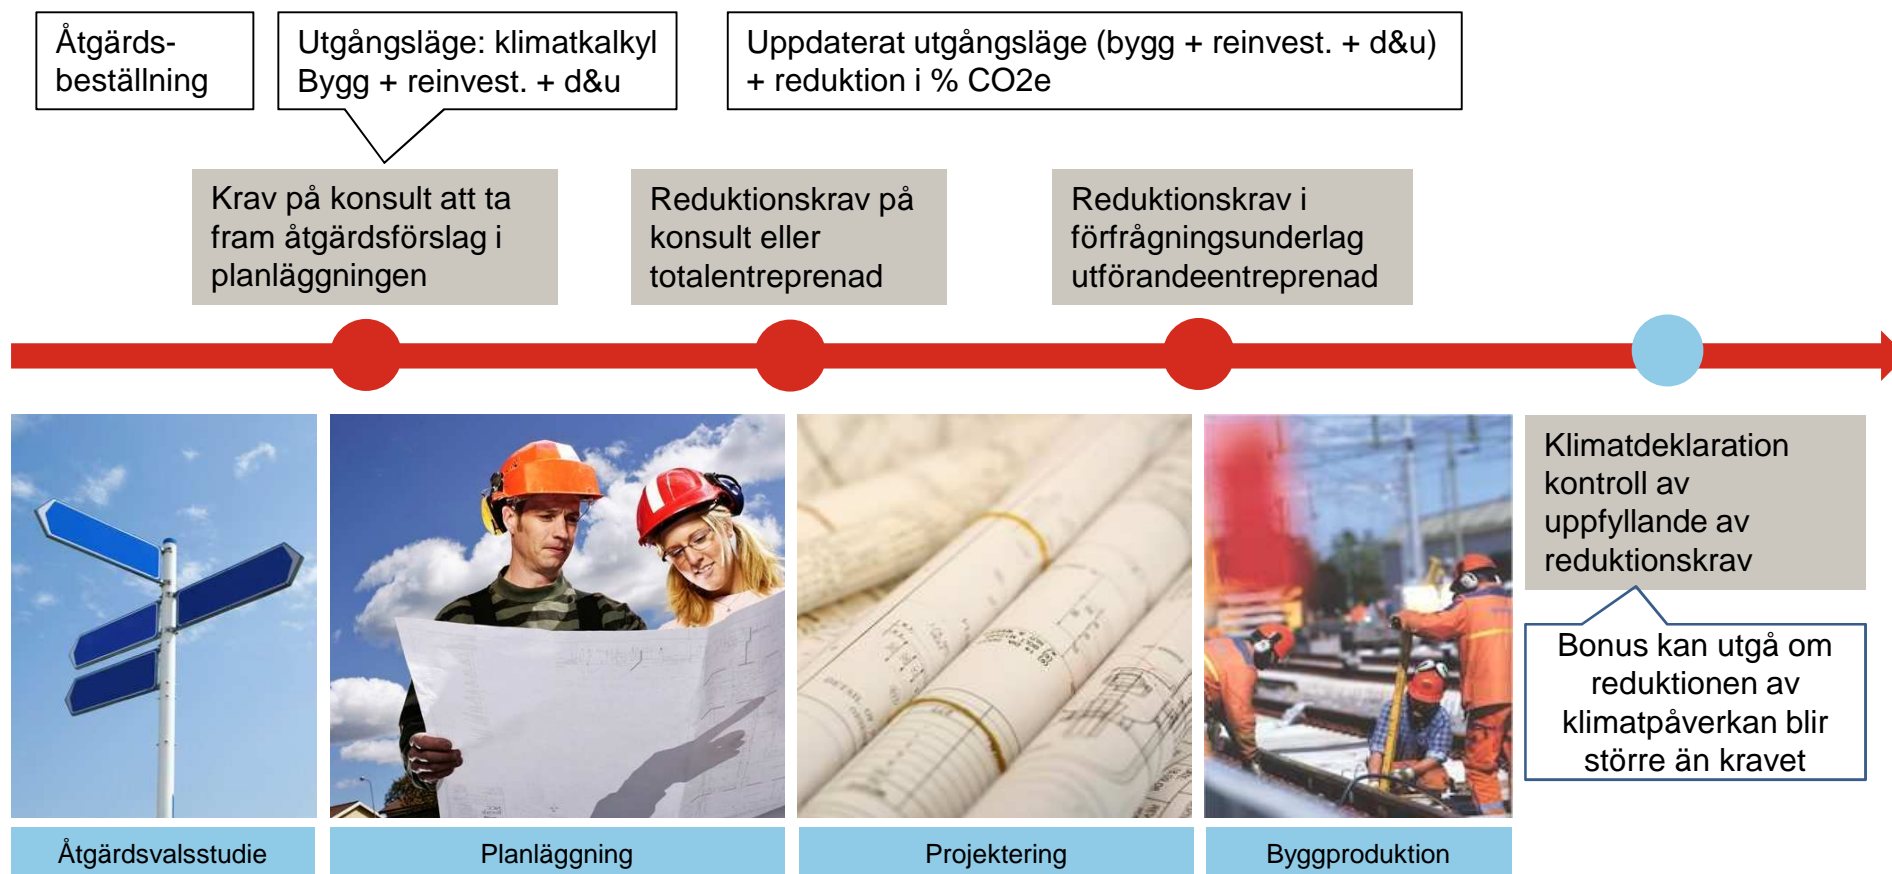 Åtgärds-
beställning
Utgångsläge: klimatkalkyl
Bygg + reinvest. + d&u
Uppdaterat utgångsläge (bygg + reinvest. + d&u)
+ reduktion i % CO2e
Krav på konsult att ta
fram åtgärdsförslag i
planläggningen
Reduktionskrav på
konsult eller
totalentreprenad
Reduktionskrav i
förfrågningsunderlag
utförandeentreprenad
Klimatdeklaration
kontroll av
uppfyllande av
reduktionskrav
Bonus kan utgå om
reduktionen av
klimatpåverkan blir
större än kravet
Åtgärdsvalsstudie
Planläggning
Projektering
Byggproduktion